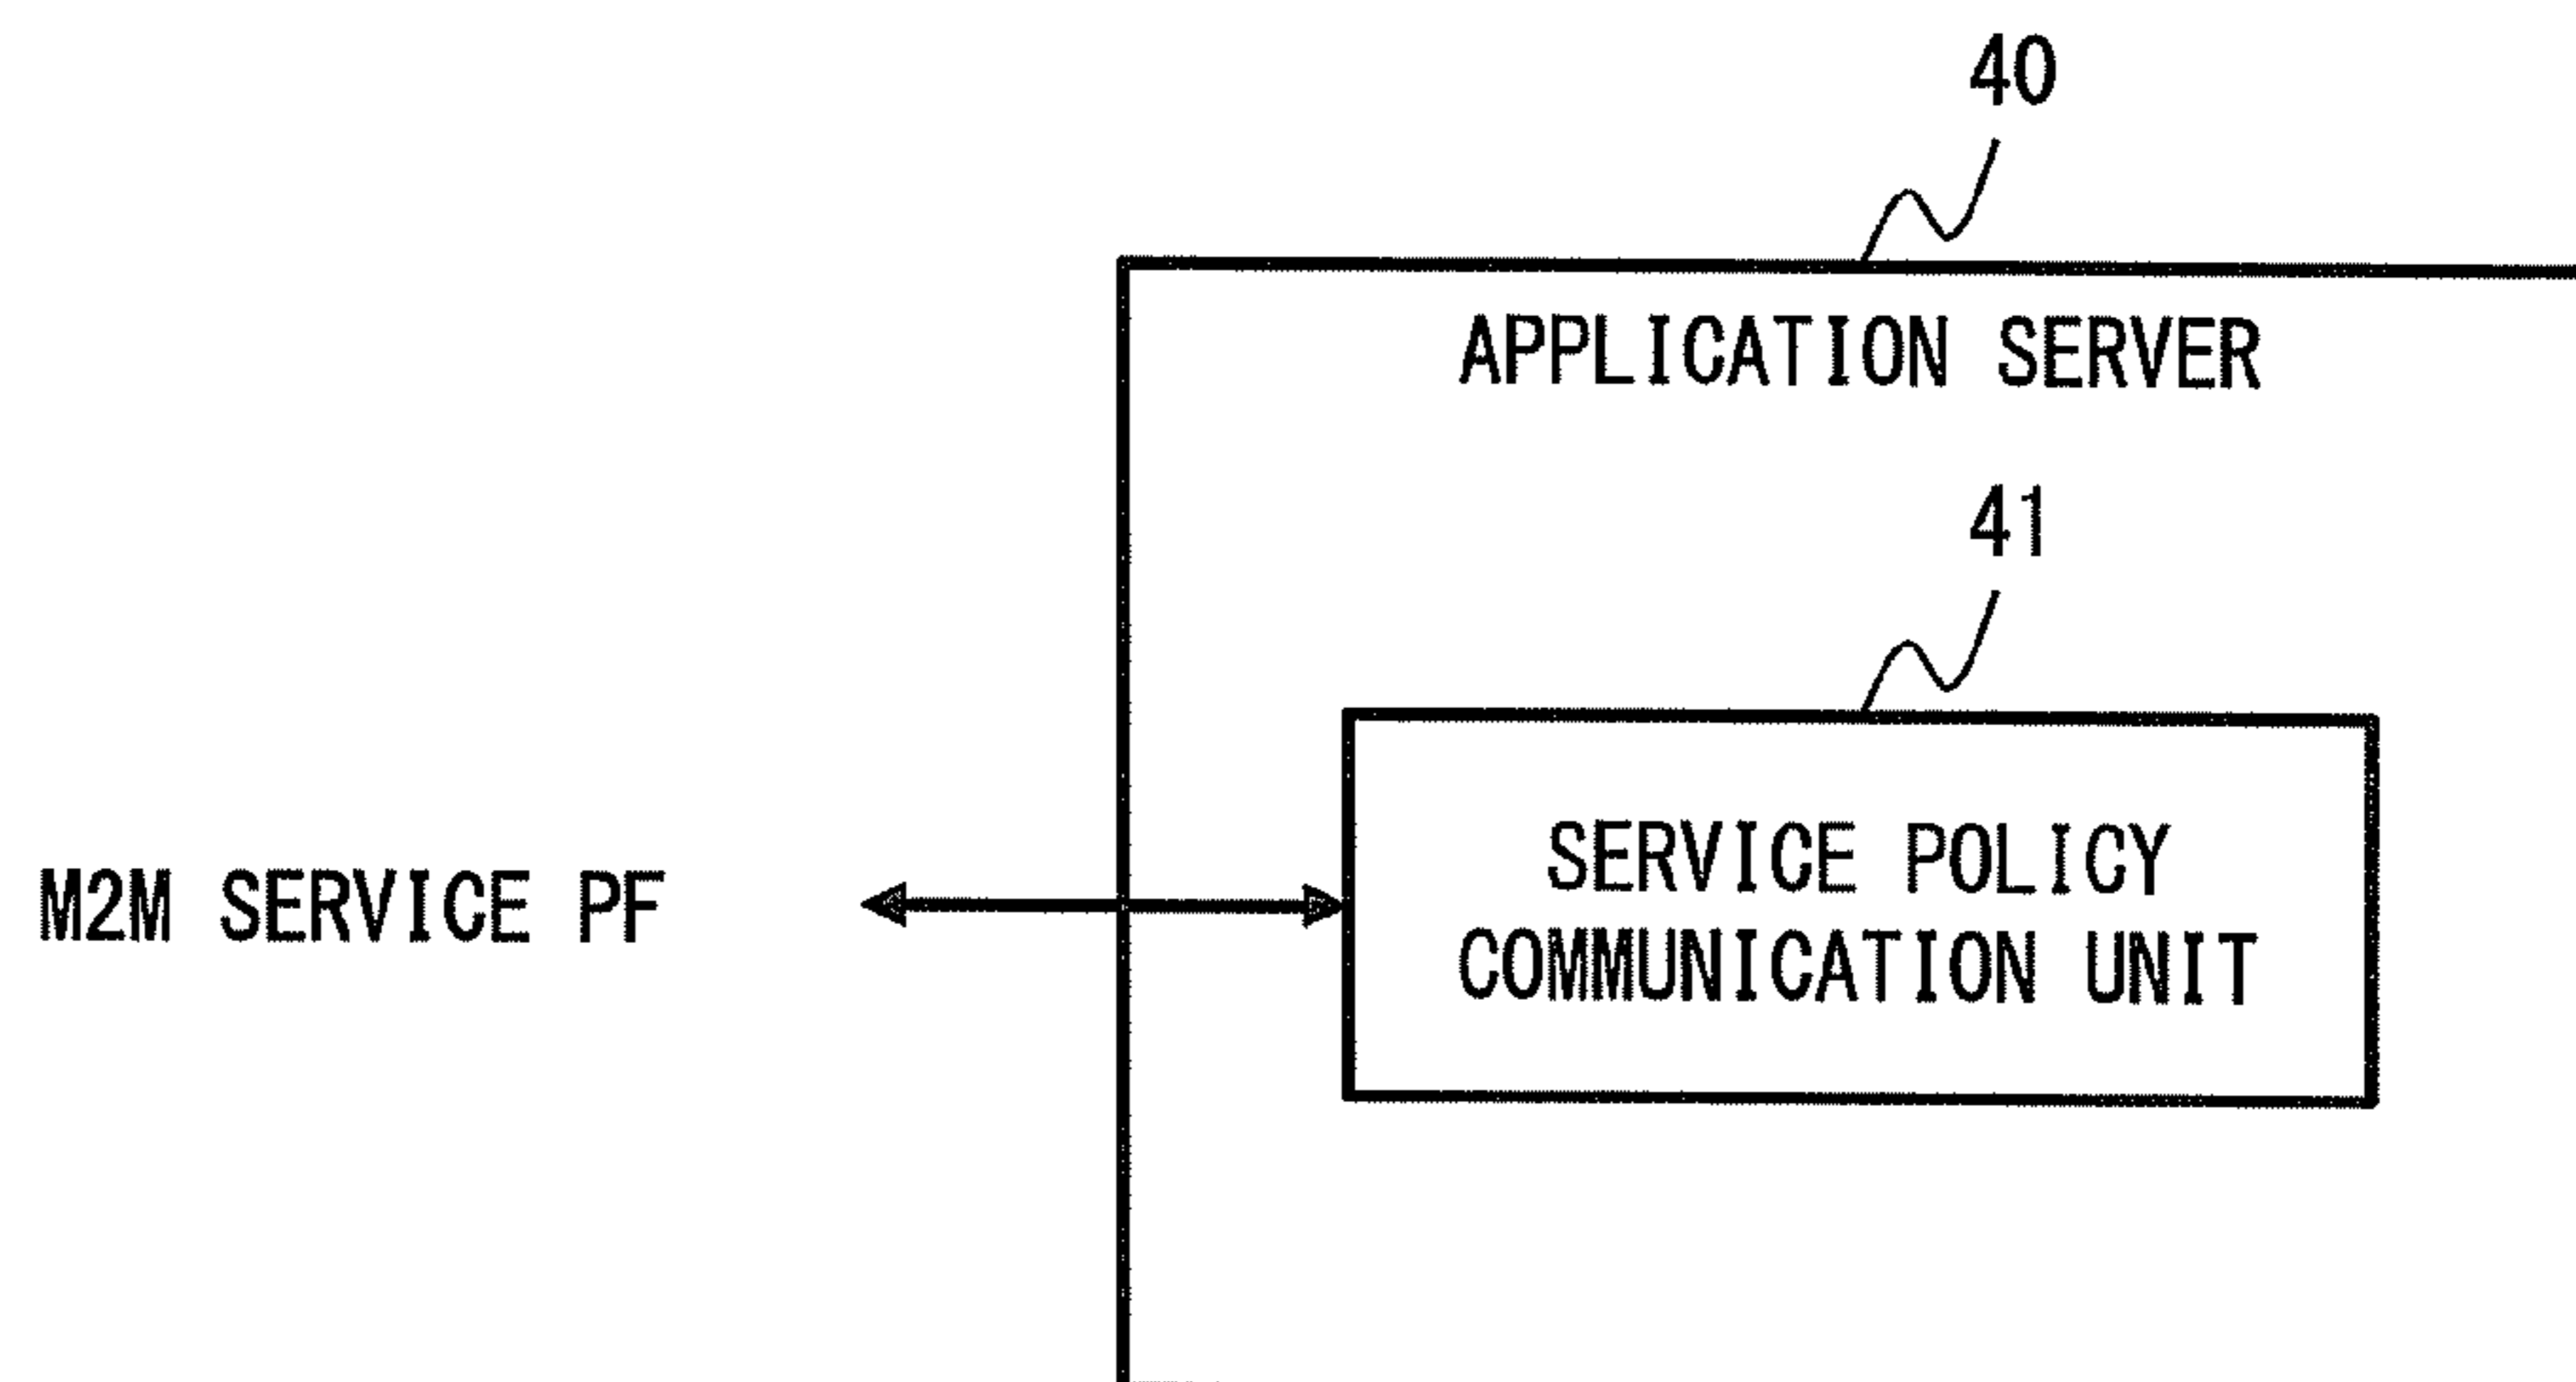 40
APPLICATION SERVER
41
SERVICE POLICY
COMMUNICATION UNIT
M2M SERVICE PF